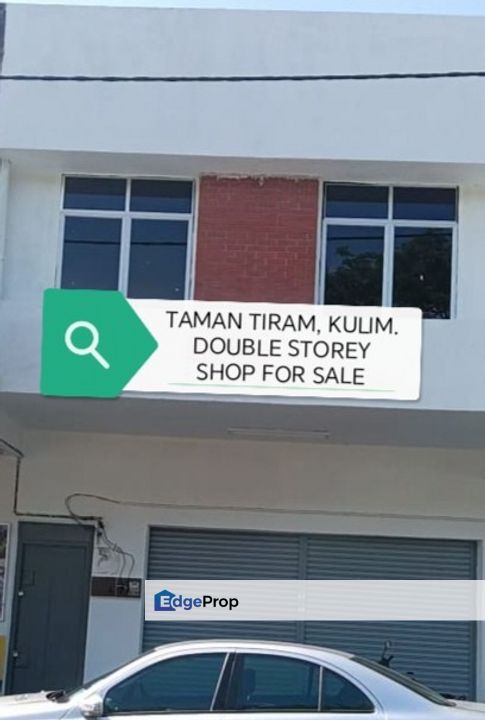 TAMAN TIRAM, KULIM.
DOUBLE STOREY
SHOP FOR SALE
EdgeProp